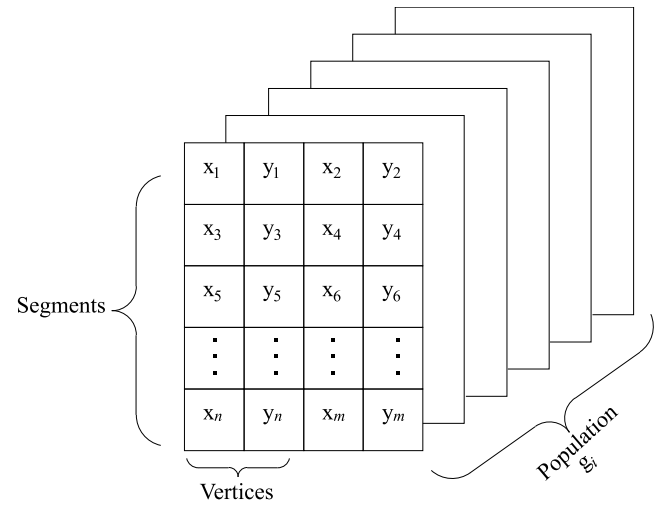 x1 y1 x2 y2
x3 y3 x4 y4
Segments
x5 y5 x6 y6
⋮ ⋮ ⋮ ⋮
xn yn xm ym
Vertices
Population
gi